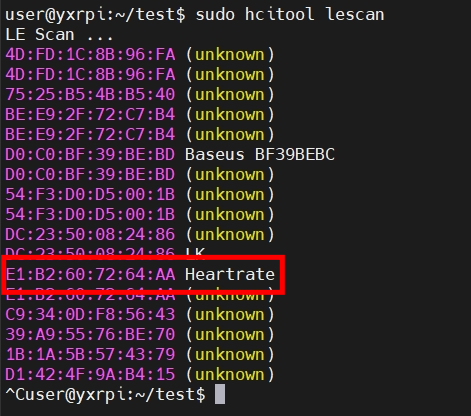 user@yxrpi:~/test$ sudo hcitool lescan
LE Scan ...
4D:FD:1C:8B:96:FA (unknown)
4D:FD:1C:8B:96:FA (unknown)
75:25:B5:4B:B5:40 (unknown)
BE:E9:2F:72:C7:B4 (unknown)
BE:E9:2F:72:C7:B4 (unknown)
D0:C0:BF:39:BE:BD Baseus BF39BEBC
D0:C0:BF:39:BE:BD (unknown)
54:F3:D0:D5:00:1B (unknown)
54:F3:D0:D5:00:1B (unknown)
DC:23:50:08:24:86 (unknown)
DC:23:50:08:24:86 LK
E1:B2:60:72:64:AA Heartrate
E1:B2:60:72:64:AA (unknown)
C9:34:0D:F8:56:43 (unknown)
39:A9:55:76:BE:70 (unknown)
1B:1A:5B:57:43:79 (unknown)
D1:42:4F:9A:B4:15 (unknown)
^Cuser@yxrpi:~/test$